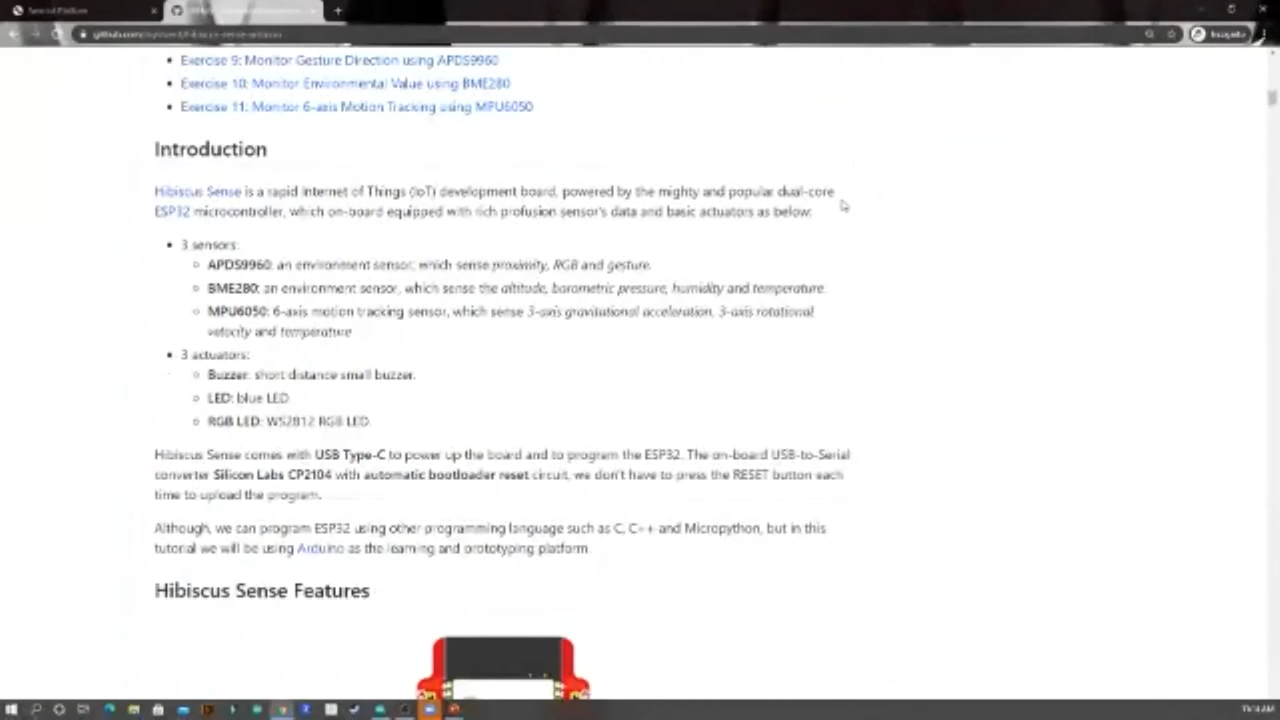 Exercise 9: Monitor Gesture Direction using APDS9960
Exercise 10: Monitor Environmental Value using BME280
Exercise 11: Monitor 6-axis Motion Tracking using MPU6050
Introduction
Hibiscus Sense is a rapid Internet of Things (IoT) development board, powered by the mighty and popular dual-core
ESP32 microcontroller, which on-board equipped with rich profusion sensor's data and basic actuators as below:
3 sensors:
APDS9960: an environment sensor, which sense proximity, RGB and gesture.
BME280: an environment sensor, which sense the altitude, barometric pressure, humidity and temperature.
MPU6050: 6-axis motion tracking sensor, which sense 3-axis gravitational acceleration, 3-axis rotational
velocity and temperature
3 actuators:
Buzzer: short distance small buzzer.
LED: blue LED
RGB LED: WS2812 RGB LED.
Hibiscus Sense comes with USB Type-C to power up the board and to program the ESP32. The on-board USB-to-Serial
converter Silicon Labs CP2104 with automatic bootloader reset circuit, we don't have to press the RESET button each
time to upload the program.
Although, we can program ESP32 using other programming language such as C, C++ and Micropython, but in this
tutorial we will be using Arduino as the learning and prototyping platform.
Hibiscus Sense Features